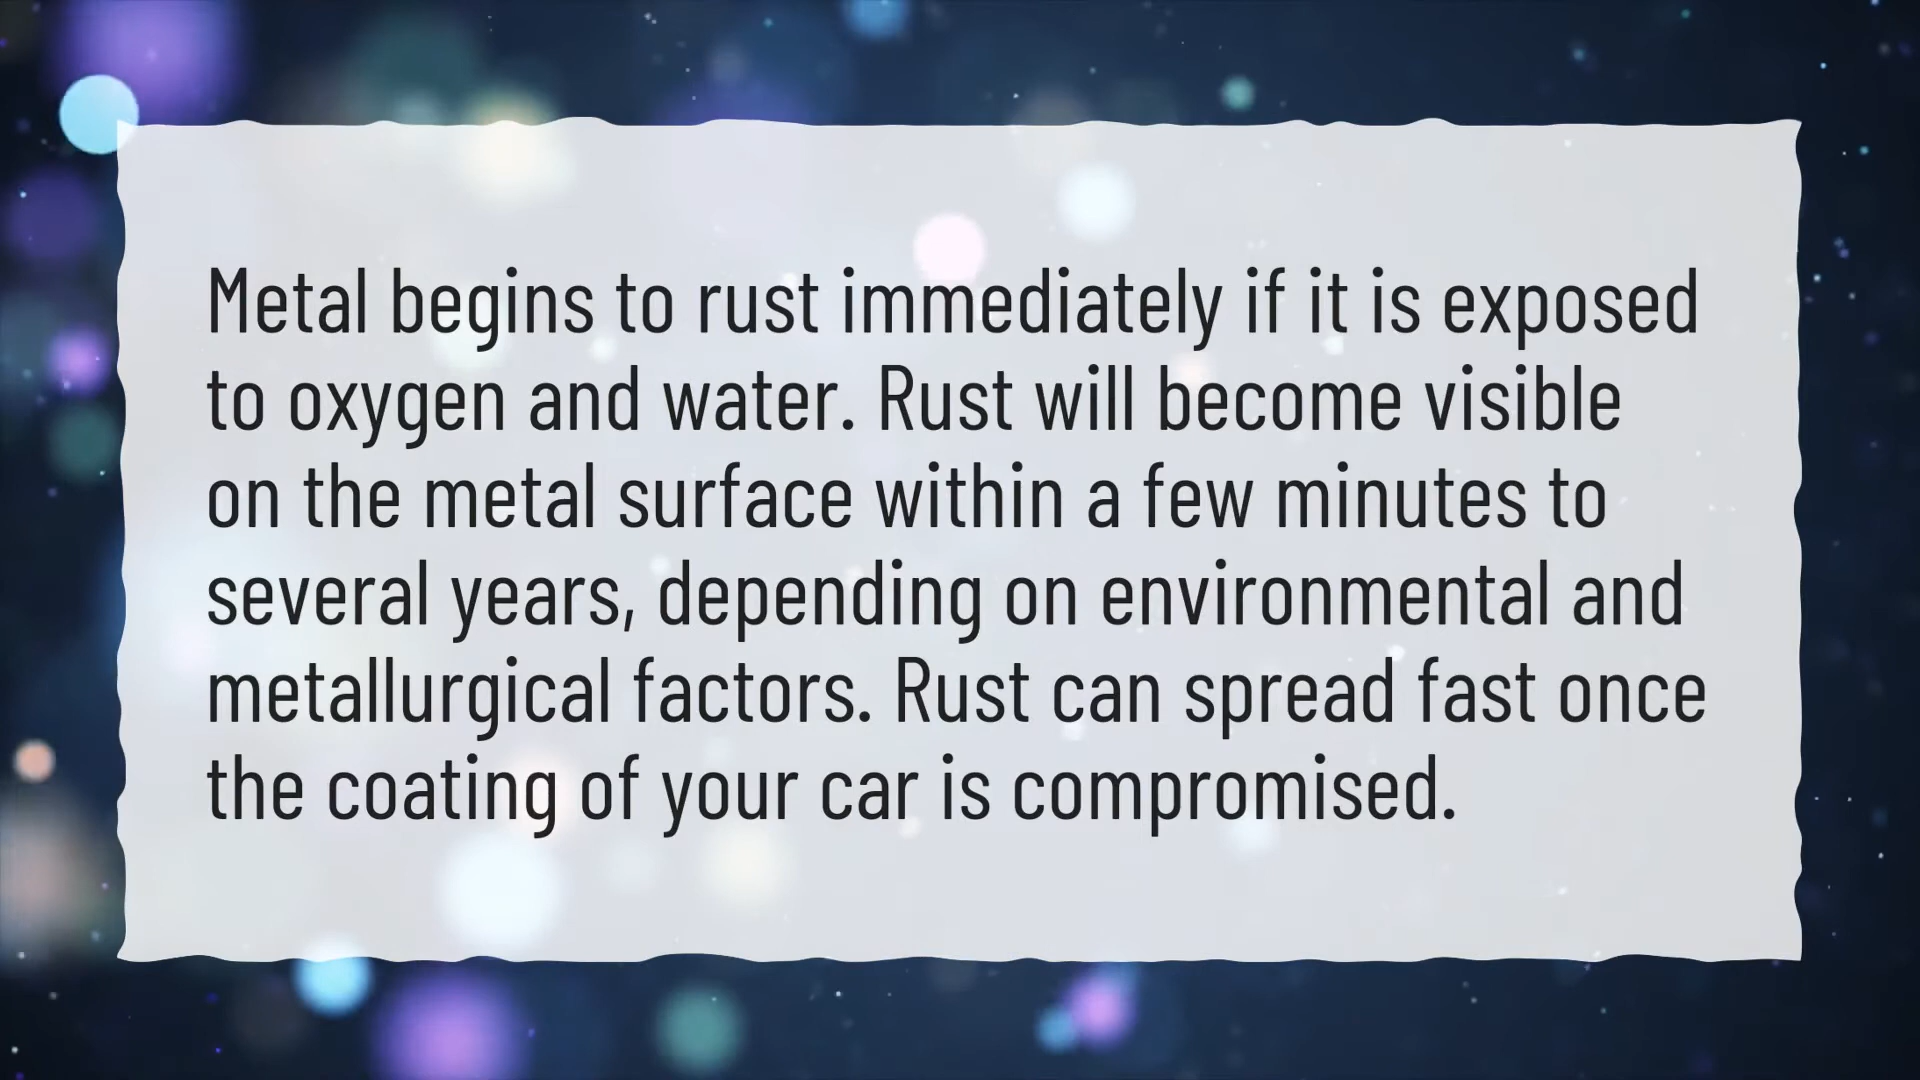 Metal begins to rust immediately if it is exposed
to oxygen and water. Rust will become visible
on the metal surface within a few minutes to
several years, depending on environmental and
metallurgical factors. Rust can spread fast once
the coating of your car is compromised.